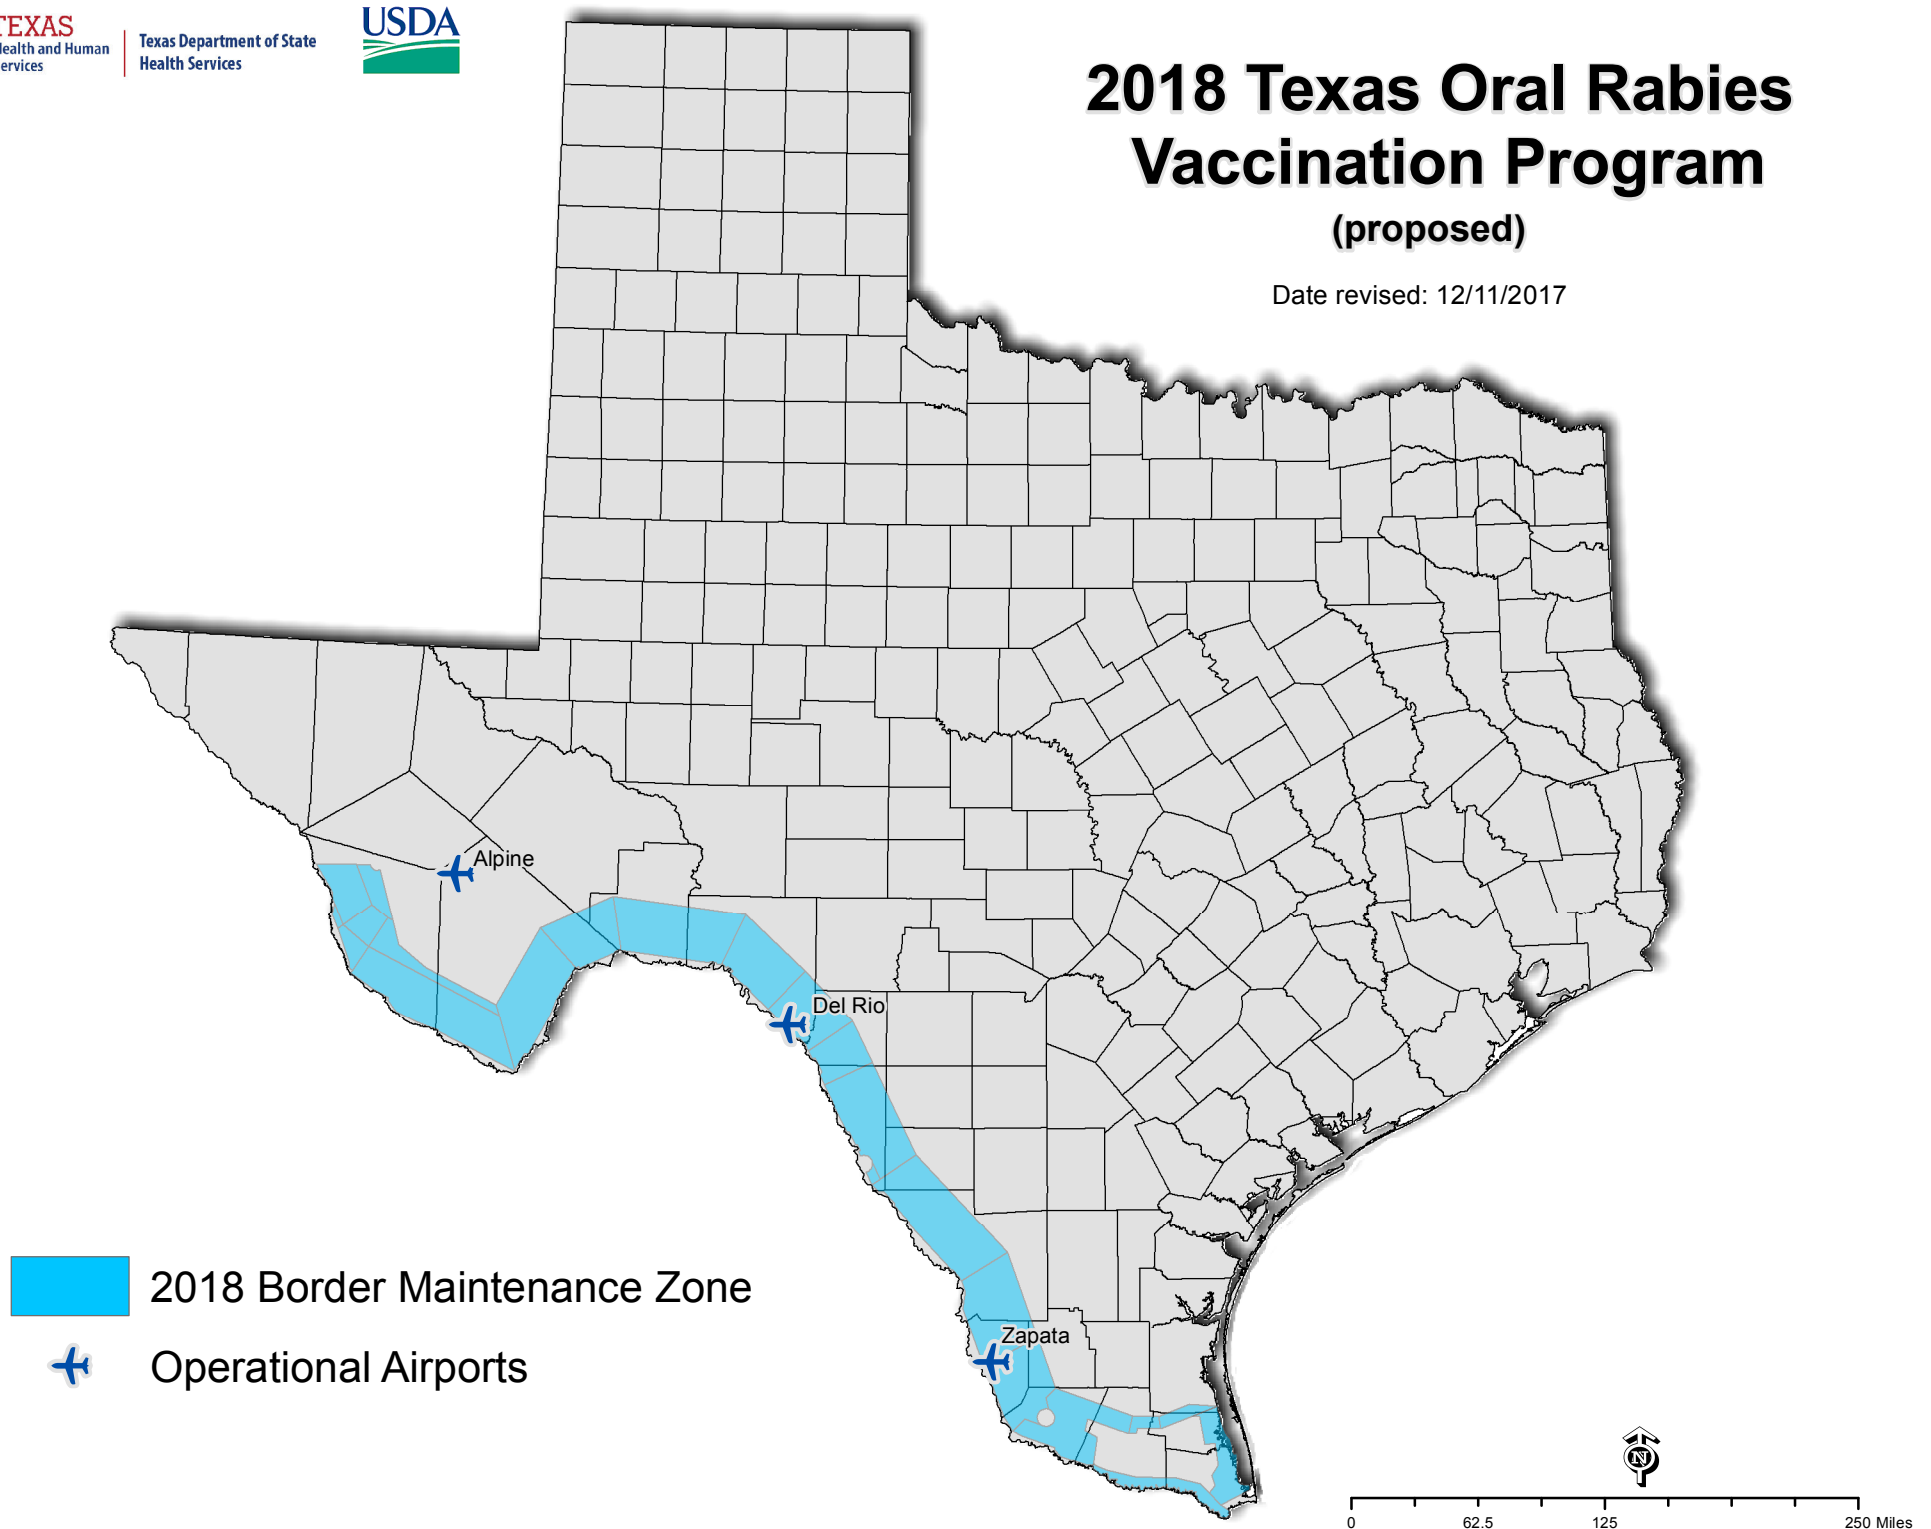 TEXAS
Health and Human
Services
Texas Department of State
Health Services
USDA
2018 Texas Oral Rabies
Vaccination Program
(proposed)
Date revised: 12/11/2017
Alpine
Del Rio
Zapata
2018 Border Maintenance Zone
Operational Airports
N
0 62.5 125 250 Miles